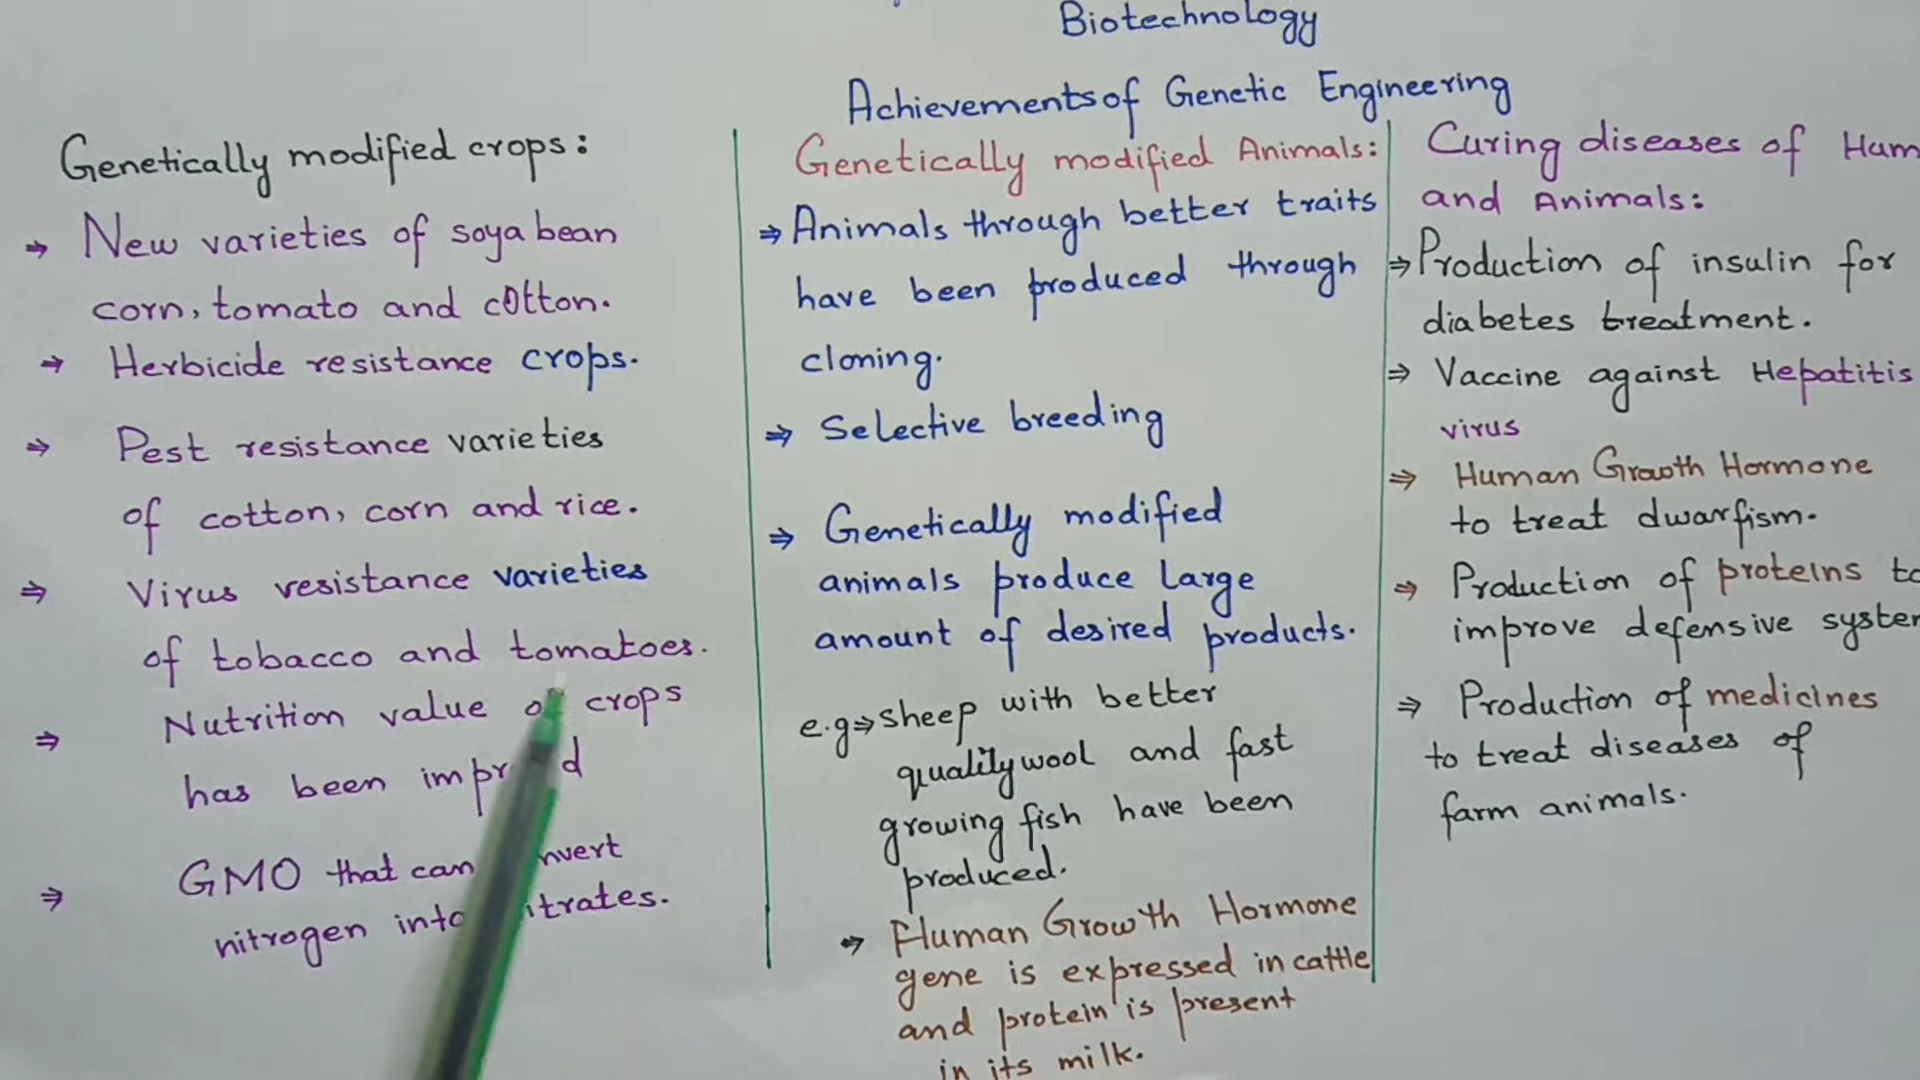 Biotechnology
Achievements of Genetic Engineering
Genetically modified crops:
⇒ New varieties of soyabean
corn, tomato and cotton.
⇒ Herbicide resistance crops.
⇒ Pest resistance varieties
of cotton, corn and rice.
⇒ Virus resistance varieties
of tobacco and tomatoes.
⇒ Nutrition value crops
has been
⇒ GMO that can
nitrogen
Genetically modified Animals:
⇒ Animals through better traits
have been produced through
cloning.
⇒ Selective breeding
⇒ Genetically modified
animals produce large
amount of desired products.
e.g⇒ sheep with better
quality wool and fast
growing fish have been
produced.
⇒ Human Growth Hormone
gene is expressed in cattle
and protein is present
in its milk.
Curing diseases of
and Animals:
⇒ Production of insulin for
diabetes treatment.
⇒ Vaccine against Hepatitis
virus
⇒ Human Growth Hormone
to treat dwarfism.
⇒ Production of proteins
improve defensive
⇒ Production of medicines
to treat diseases of
farm animals.